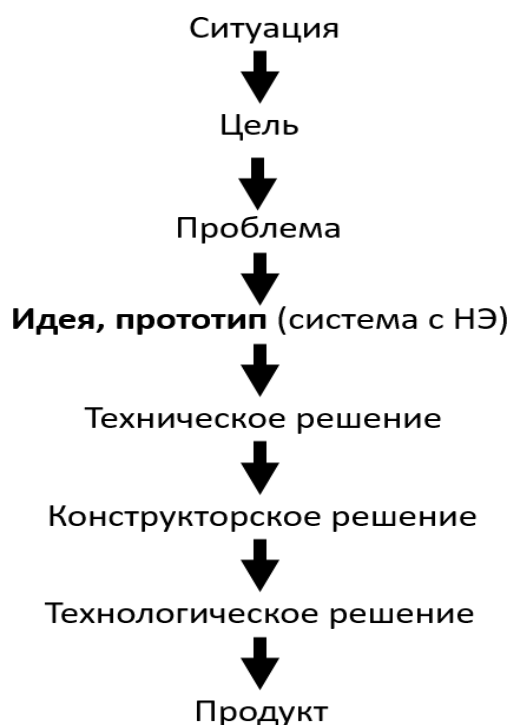 Ситуация
Цель
Проблема
Идея, прототип (система с НЭ)
Техническое решение
Конструкторское решение
Технологическое решение
Продукт